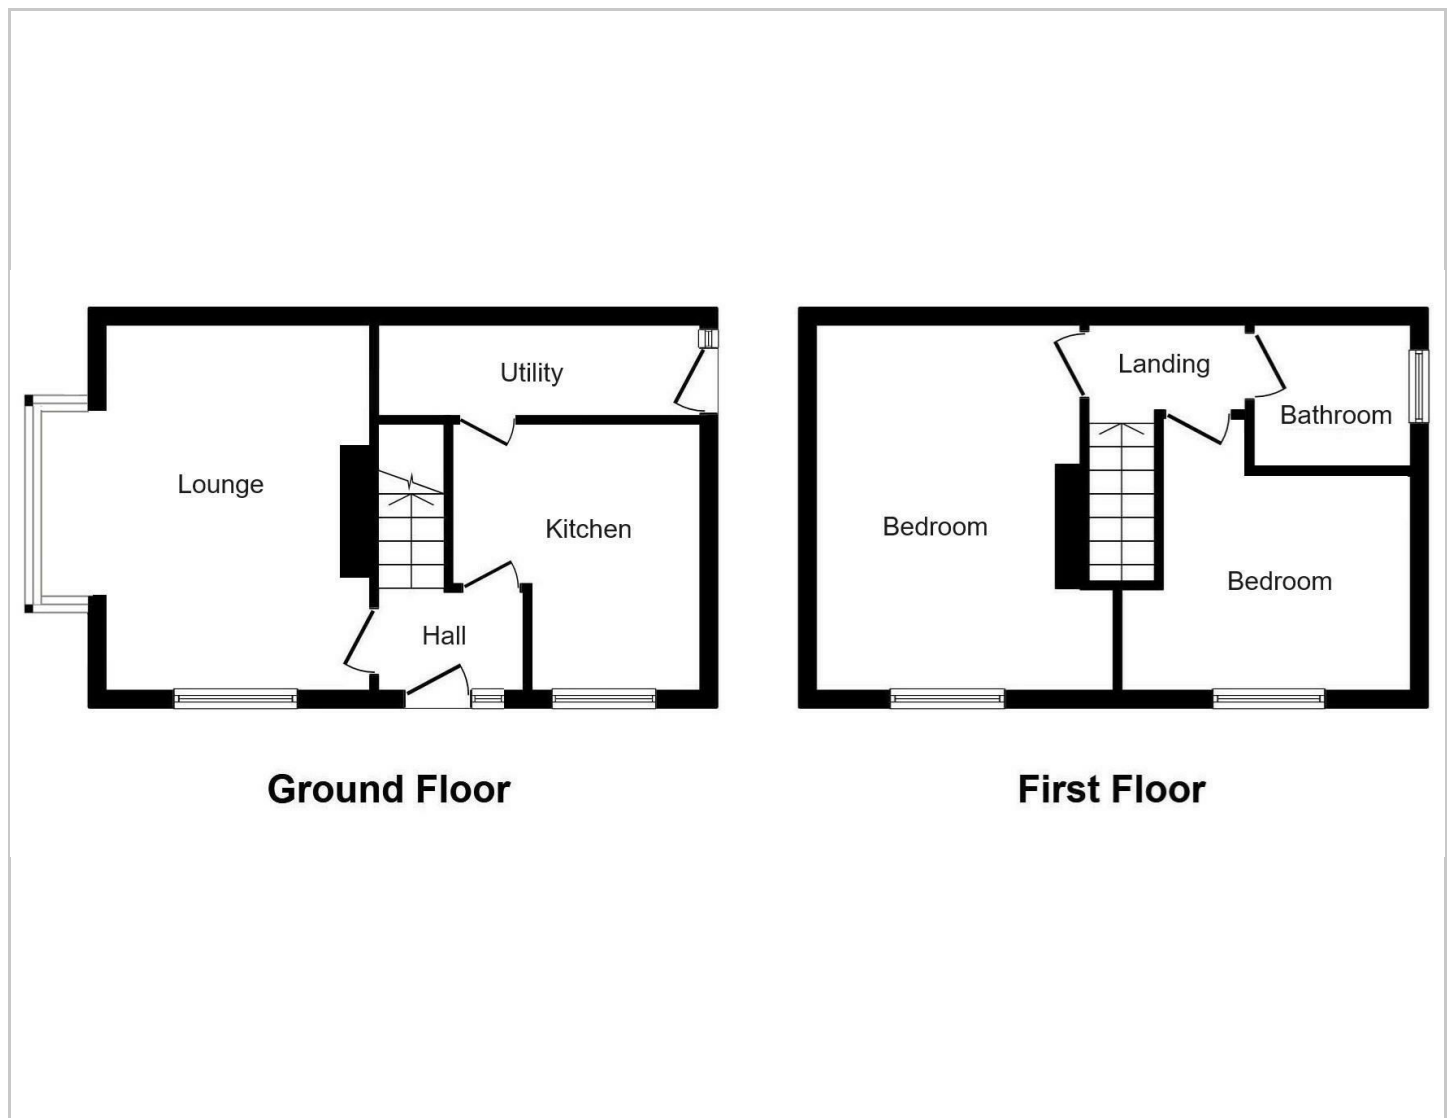 Utility
Lounge
Kitchen
Hall
Ground Floor
Landing
Bathroom
Bedroom
Bedroom
First Floor